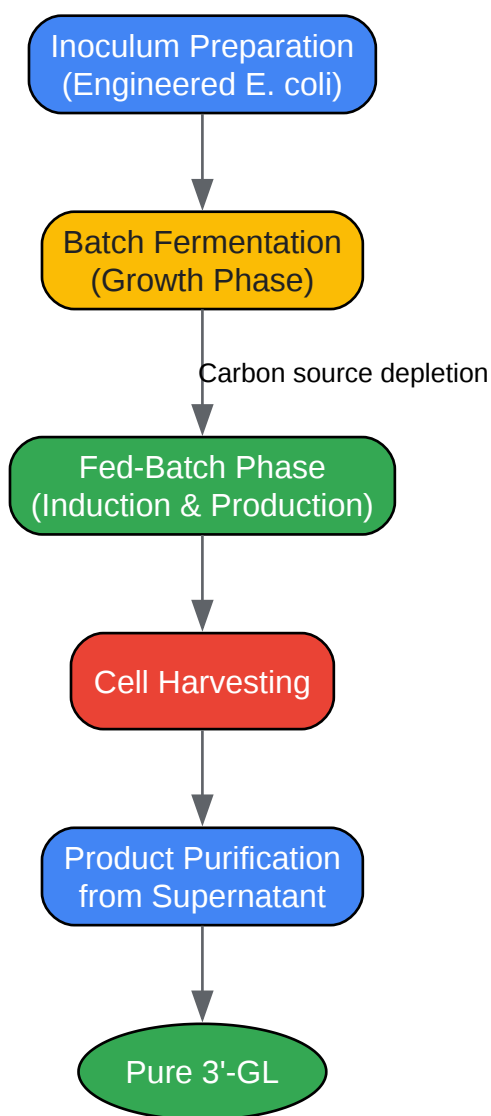 Inoculum Preparation
(Engineered E. coli)
Batch Fermentation
(Growth Phase)
Carbon source depletion
Fed-Batch Phase
(Induction & Production)
Cell Harvesting
Product Purification
from Supernatant
Pure 3'-GL